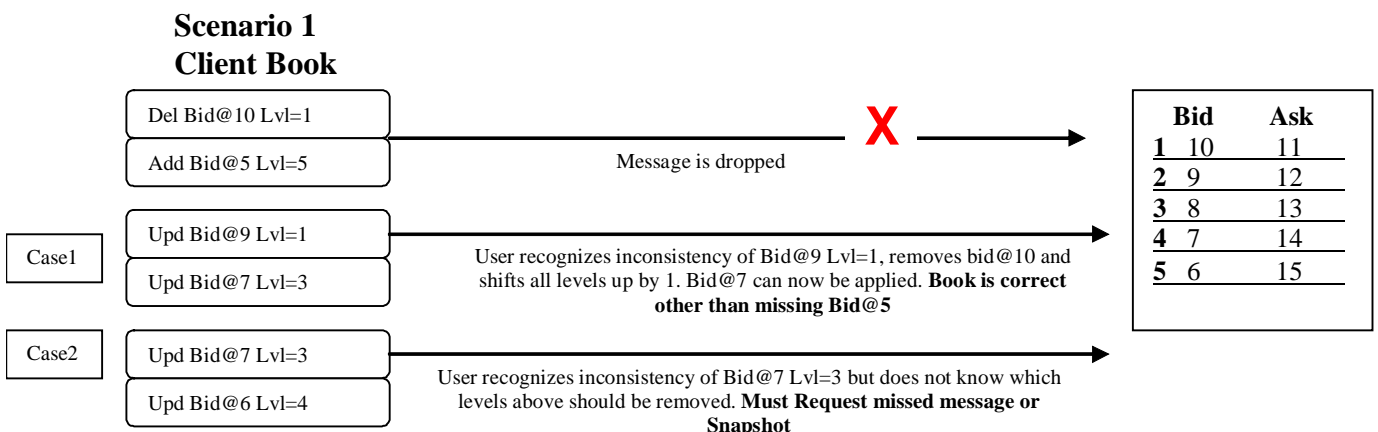 Scenario 1
Client Book
Del Bid@10 Lvl=1
Add Bid@5 Lvl=5
X
Message is dropped
Case1
Upd Bid@9 Lvl=1
Upd Bid@7 Lvl=3
User recognizes inconsistency of Bid@9 Lvl=1, removes bid@10 and
shifts all levels up by 1. Bid@7 can now be applied. Book is correct
other than missing Bid@5
Case2
Upd Bid@7 Lvl=3
Upd Bid@6 Lvl=4
User recognizes inconsistency of Bid@7 Lvl=3 but does not know which
levels above should be removed. Must Request missed message or
Snapshot
Bid Ask
1 10 11
2 9 12
3 8 13
4 7 14
5 6 15